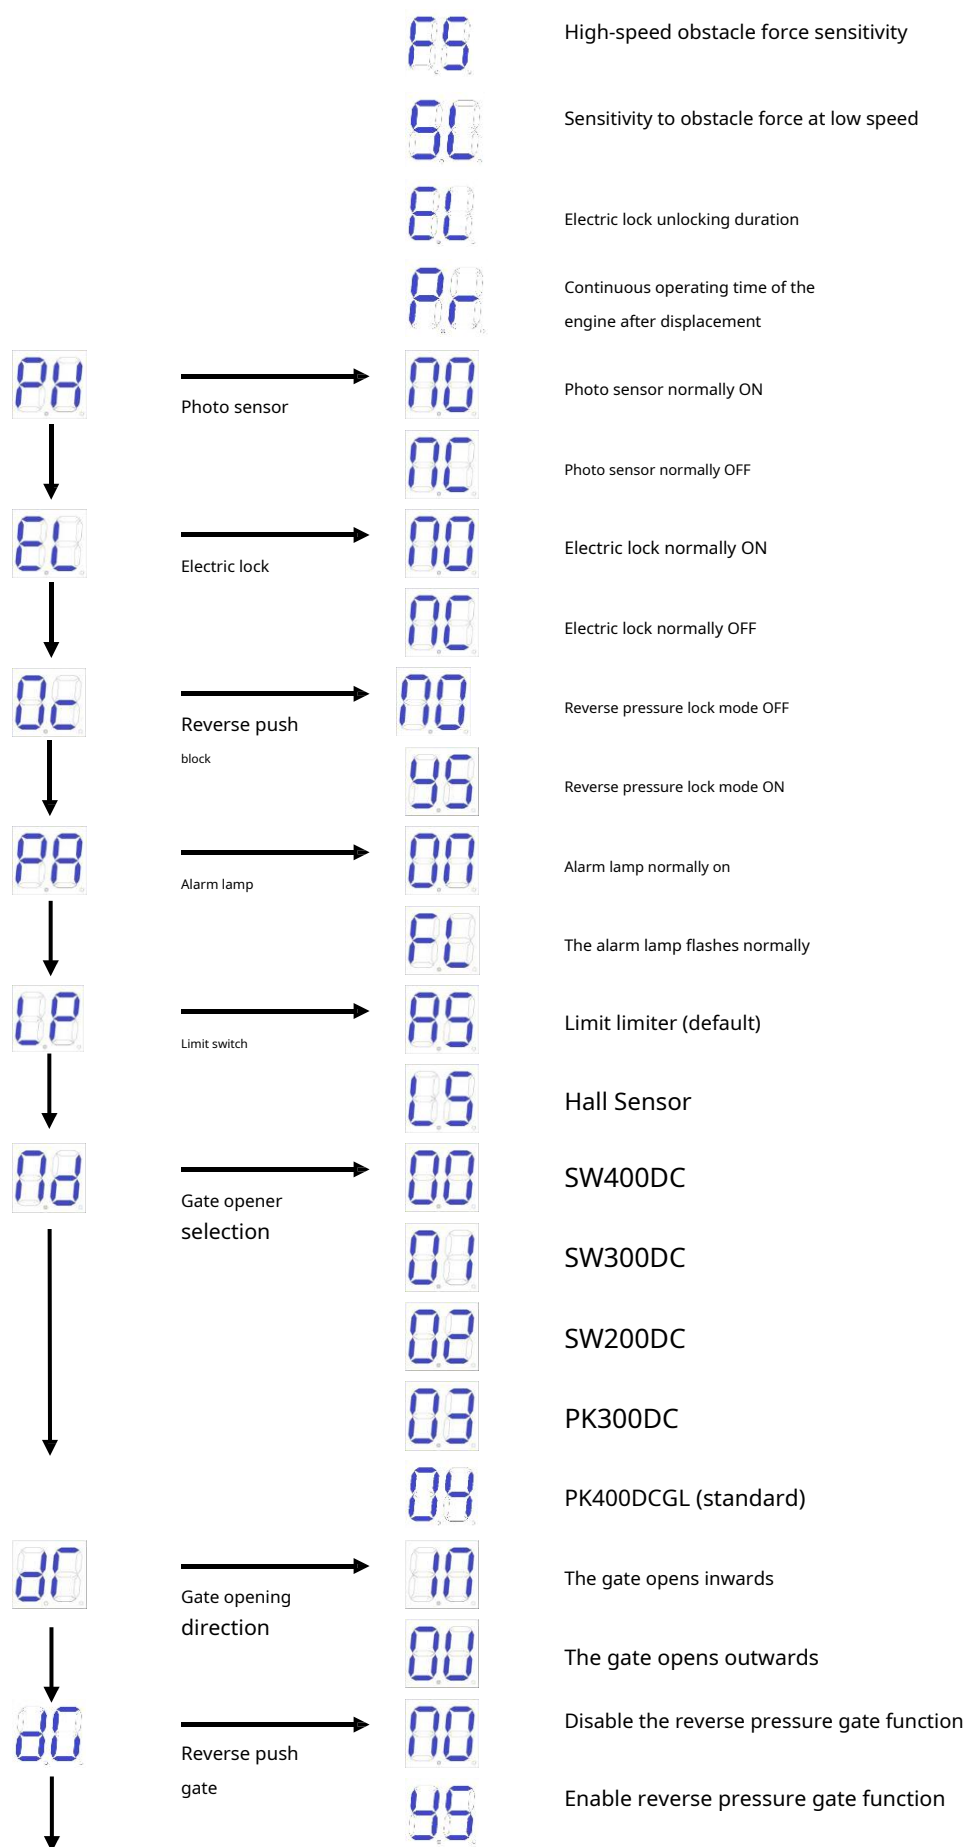 FS High-speed obstacle force sensitivity
SL Sensitivity to obstacle force at low speed
EL Electric lock unlocking duration
Pr Continuous operating time of the
engine after displacement
PH Photo sensor NO Photo sensor normally ON
NC Photo sensor normally OFF
EL Electric lock NO Electric lock normally ON
NC Electric lock normally OFF
Oc Reverse push NO Reverse pressure lock mode OFF
block
YS Reverse pressure lock mode ON
PA Alarm lamp ON Alarm lamp normally on
FL The alarm lamp flashes normally
LP Limit switch AS Limit limiter (default)
LS Hall Sensor
Nd Gate opener 00 SW400DC
selection
01 SW300DC
02 SW200DC
03 PK300DC
04 PK400DCGL (standard)
dr Gate opening IN The gate opens inwards
direction
OU The gate opens outwards
dO Reverse push NO Disable the reverse pressure gate function
gate
YS Enable reverse pressure gate function